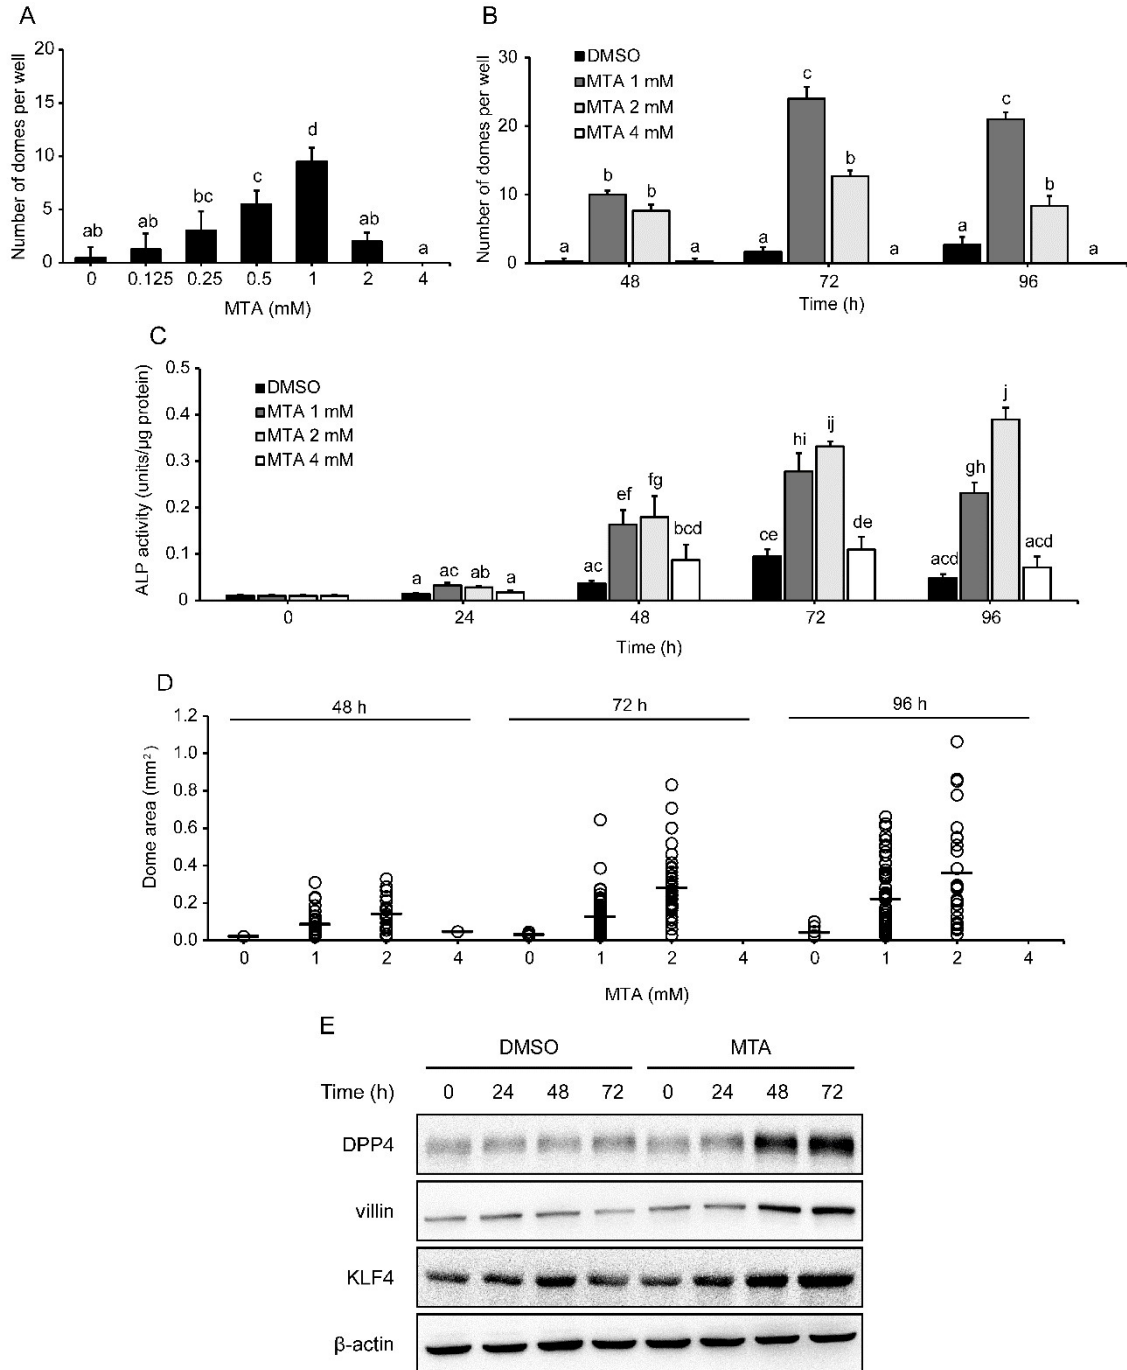 A
Number of domes per well
20
15
10
5
0
ab
ab
bc
c
d
ab
a
0
0.125
0.25
0.5
1
2
4
MTA (mM)
B
Number of domes per well
30
20
10
0
DMSO
MTA 1 mM
MTA 2 mM
MTA 4 mM
a
b
b
a
a
c
b
a
a
c
b
a
48
72
96
Time (h)
C
ALP activity (units/µg protein)
0.5
0.4
0.3
0.2
0.1
0
DMSO
MTA 1 mM
MTA 2 mM
MTA 4 mM
a
ac
ab
a
ac
ef
fg
bcd
ce
hi
ij
de
acd
gh
j
acd
0
24
48
72
96
Time (h)
D
Dome area (mm²)
1.2
1.0
0.8
0.6
0.4
0.2
0.0
48 h
72 h
96 h
0
1
2
4
0
1
2
4
0
1
2
4
MTA (mM)
E
DMSO
MTA
Time (h) 0 24 48 72 0 24 48 72
DPP4
villin
KLF4
β-actin